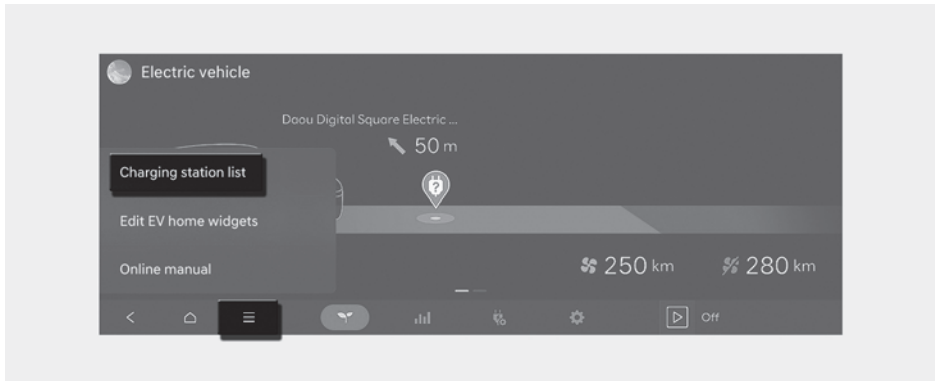 Electric vehicle
Daou Digital Square Electric ...
50 m
Charging station list
Edit EV home widgets
Online manual
250 km
280 km
Off